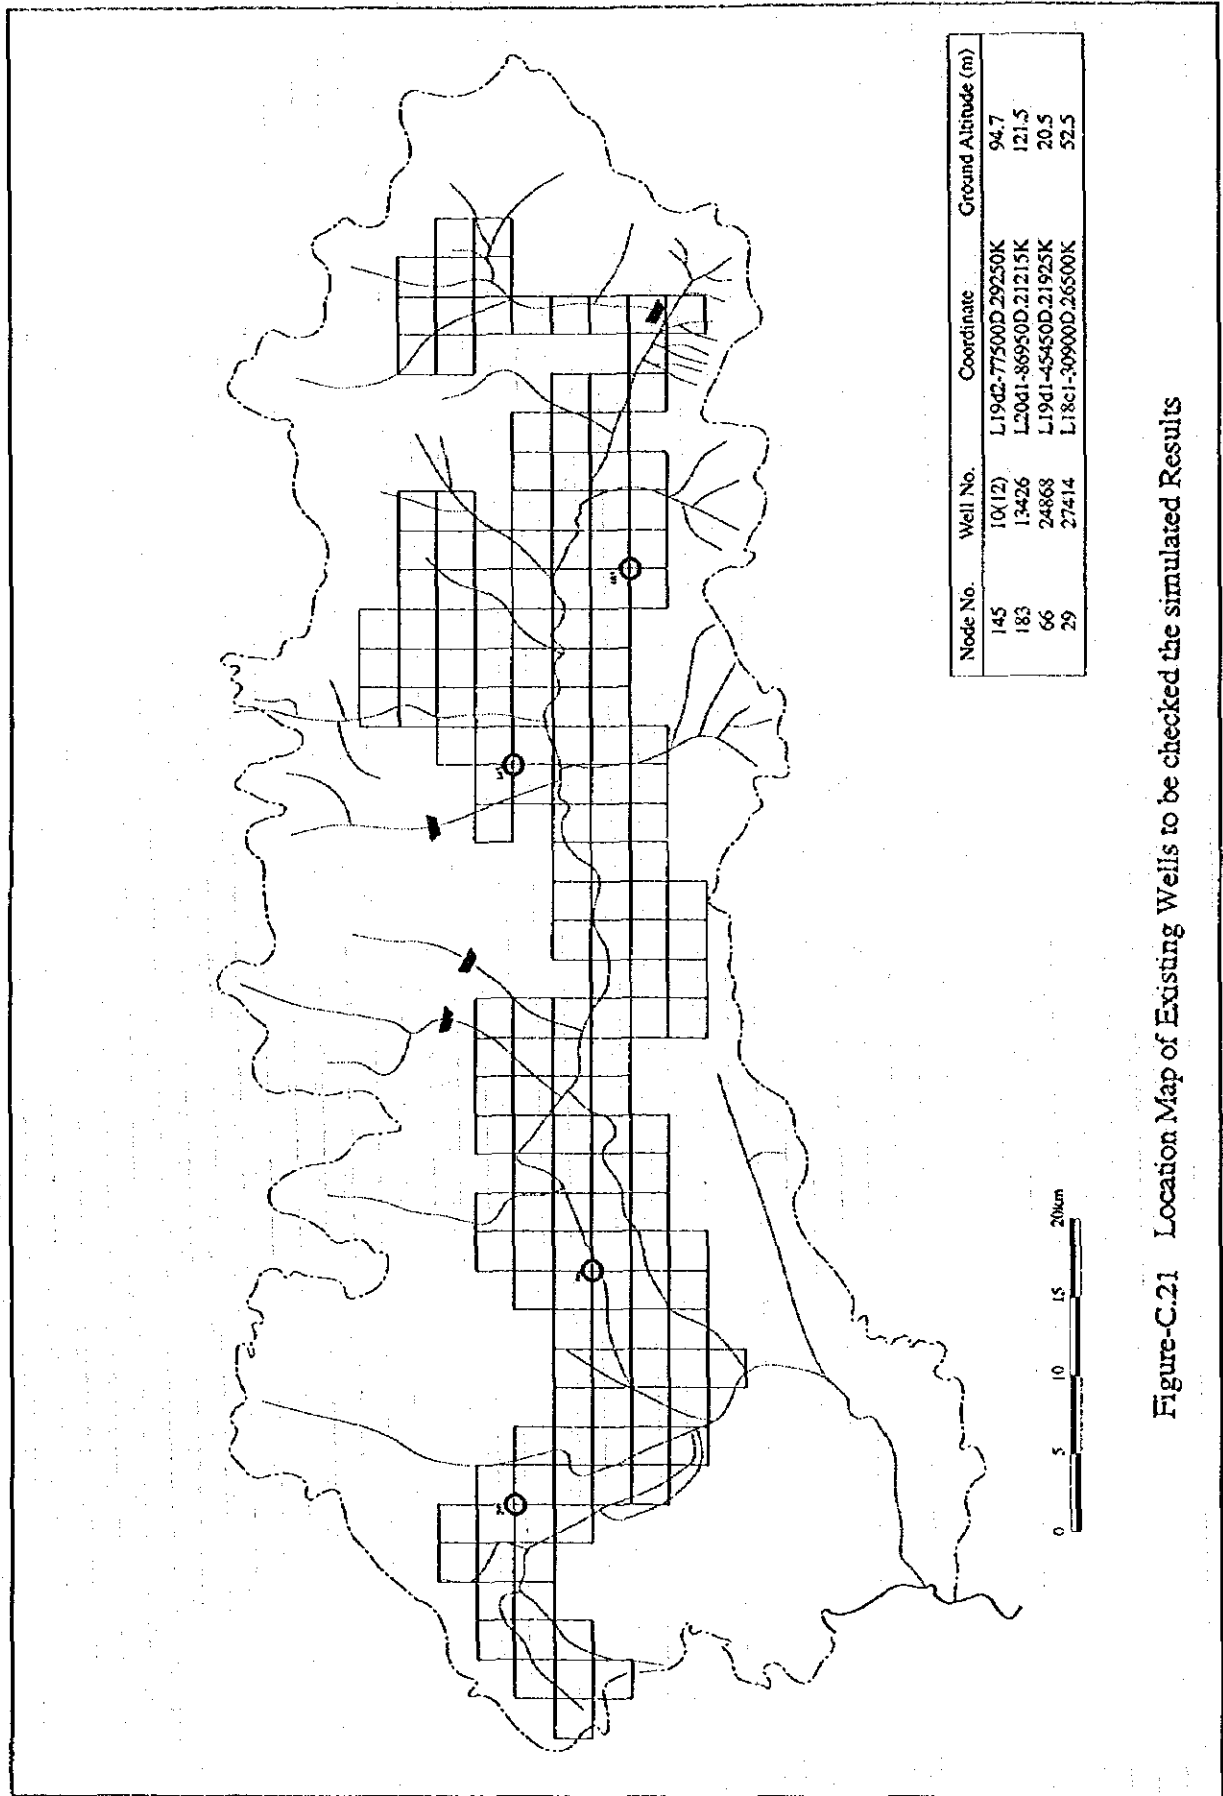 Node No. Well No. Coordinate Ground Altitude (m)
145 10(12) L19d2-77500D.29250K 94.7
183 13426 L20d1-86950D.21215K 121.5
66 24868 L19d1-45450D.21925K 20.5
29 27414 L18c1-30900D.26500K 52.5
0 5 10 15 20km
Figure-C.21 Location Map of Existing Wells to be checked the simulated Results